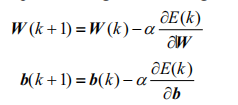 W(k+1)=W(k)−α ∂E(k)/∂W
b(k+1)=b(k)−α ∂E(k)/∂b